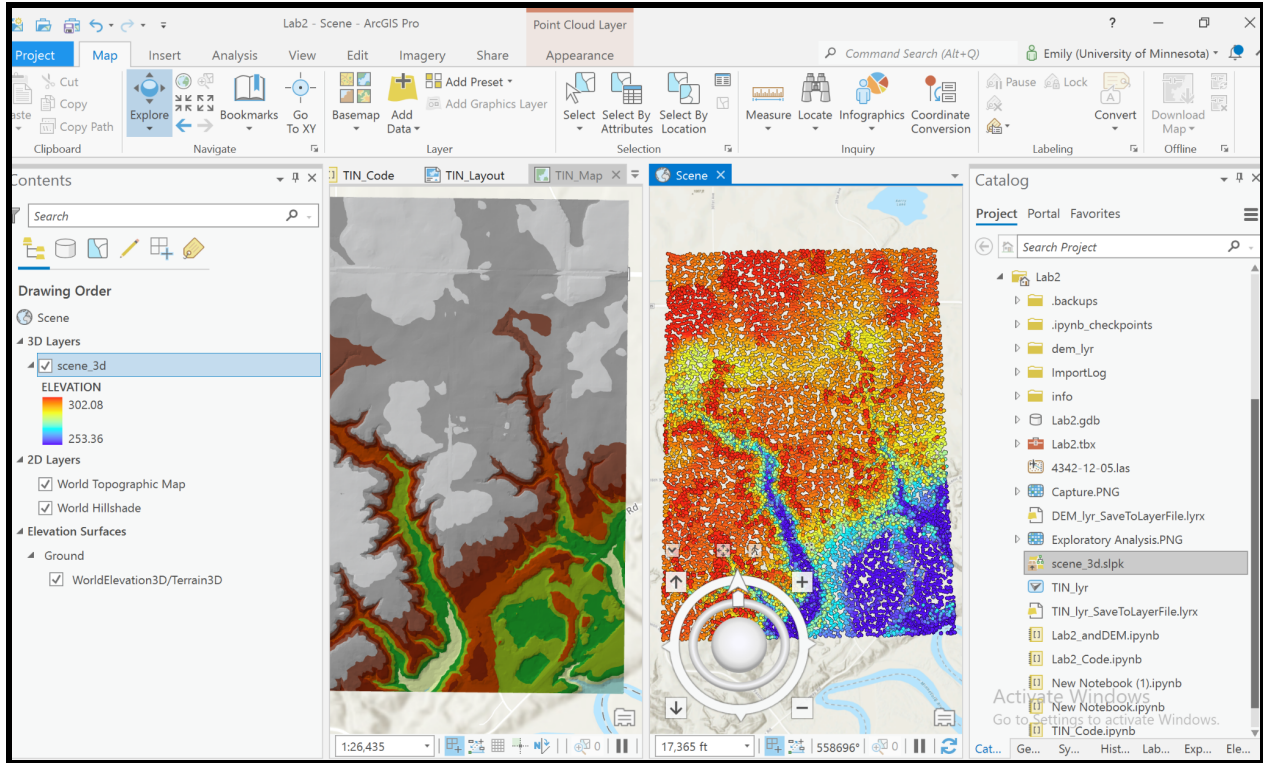 Lab2 - Scene - ArcGIS Pro
Point Cloud Layer
?
Project Map Insert Analysis View Edit Imagery Share Appearance
Command Search (Alt+Q)
Emily (University of Minnesota)
Cut
Copy
Copy Path
Clipboard
Explore
Bookmarks
Go
To XY
Navigate
Basemap
Add
Data
Add Preset
Add Graphics Layer
Layer
Select
Select By
Attributes
Select By
Location
Selection
Measure
Locate
Infographics
Coordinate
Conversion
Inquiry
Pause
Lock
Convert
Labeling
Download
Map
Offline
Contents
Search
Drawing Order
Scene
3D Layers
scene_3d
ELEVATION
302.08
253.36
2D Layers
World Topographic Map
World Hillshade
Elevation Surfaces
Ground
WorldElevation3D/Terrain3D
TIN_Code
TIN_Layout
TIN_Map
Scene
Rd
1:26,435
0
17,365 ft
558696°
0
Catalog
Project Portal Favorites
Search Project
Lab2
.backups
.ipynb_checkpoints
dem_lyr
ImportLog
info
Lab2.gdb
Lab2.tbx
4342-12-05.las
Capture.PNG
DEM_lyr_SaveToLayerFile.lyrx
Exploratory Analysis.PNG
scene_3d.slpk
TIN_lyr
TIN_lyr_SaveToLayerFile.lyrx
Lab2_andDEM.ipynb
Lab2_Code.ipynb
New Notebook (1).ipynb
New Notebook.ipynb
TIN_Code.ipynb
Activate Windows
Go to Settings to activate Windows.
Cat... Ge... Sy... Hist... Lab... Exp... Ele...